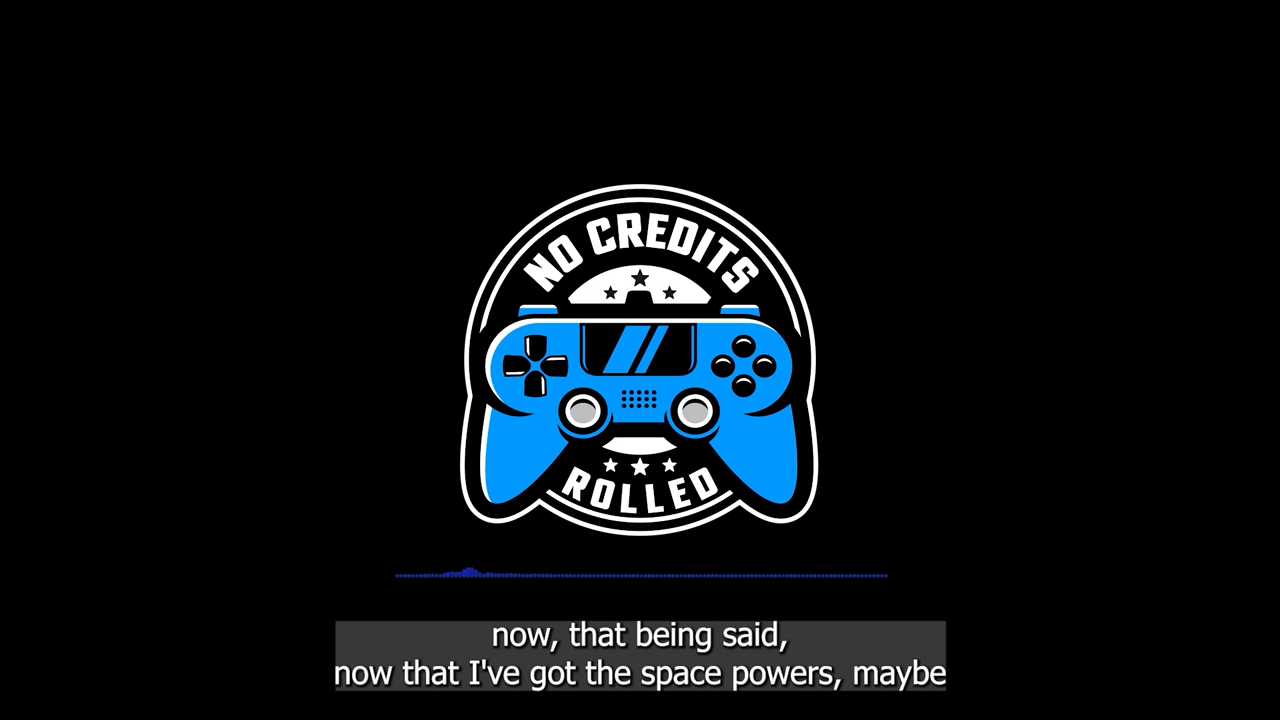 NO CREDITS
ROLLED
now, that being said,
now that I've got the space powers, maybe